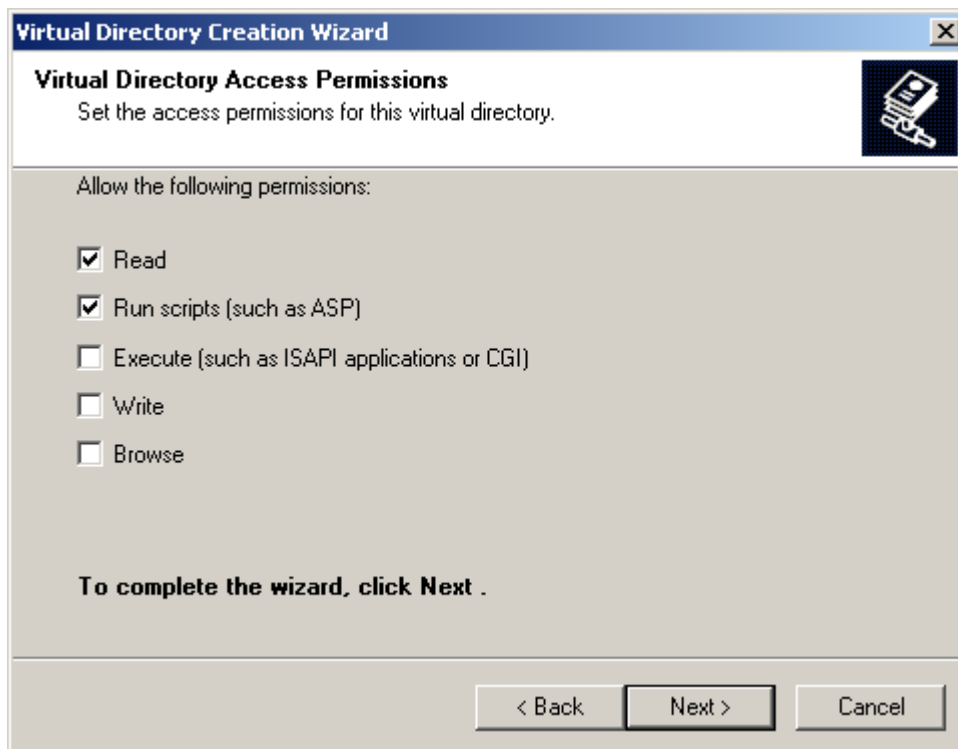 Virtual Directory Creation Wizard
Virtual Directory Access Permissions
Set the access permissions for this virtual directory.
Allow the following permissions:
Read
Run scripts (such as ASP)
Execute (such as ISAPI applications or CGI)
Write
Browse
To complete the wizard, click Next .
< Back Next > Cancel